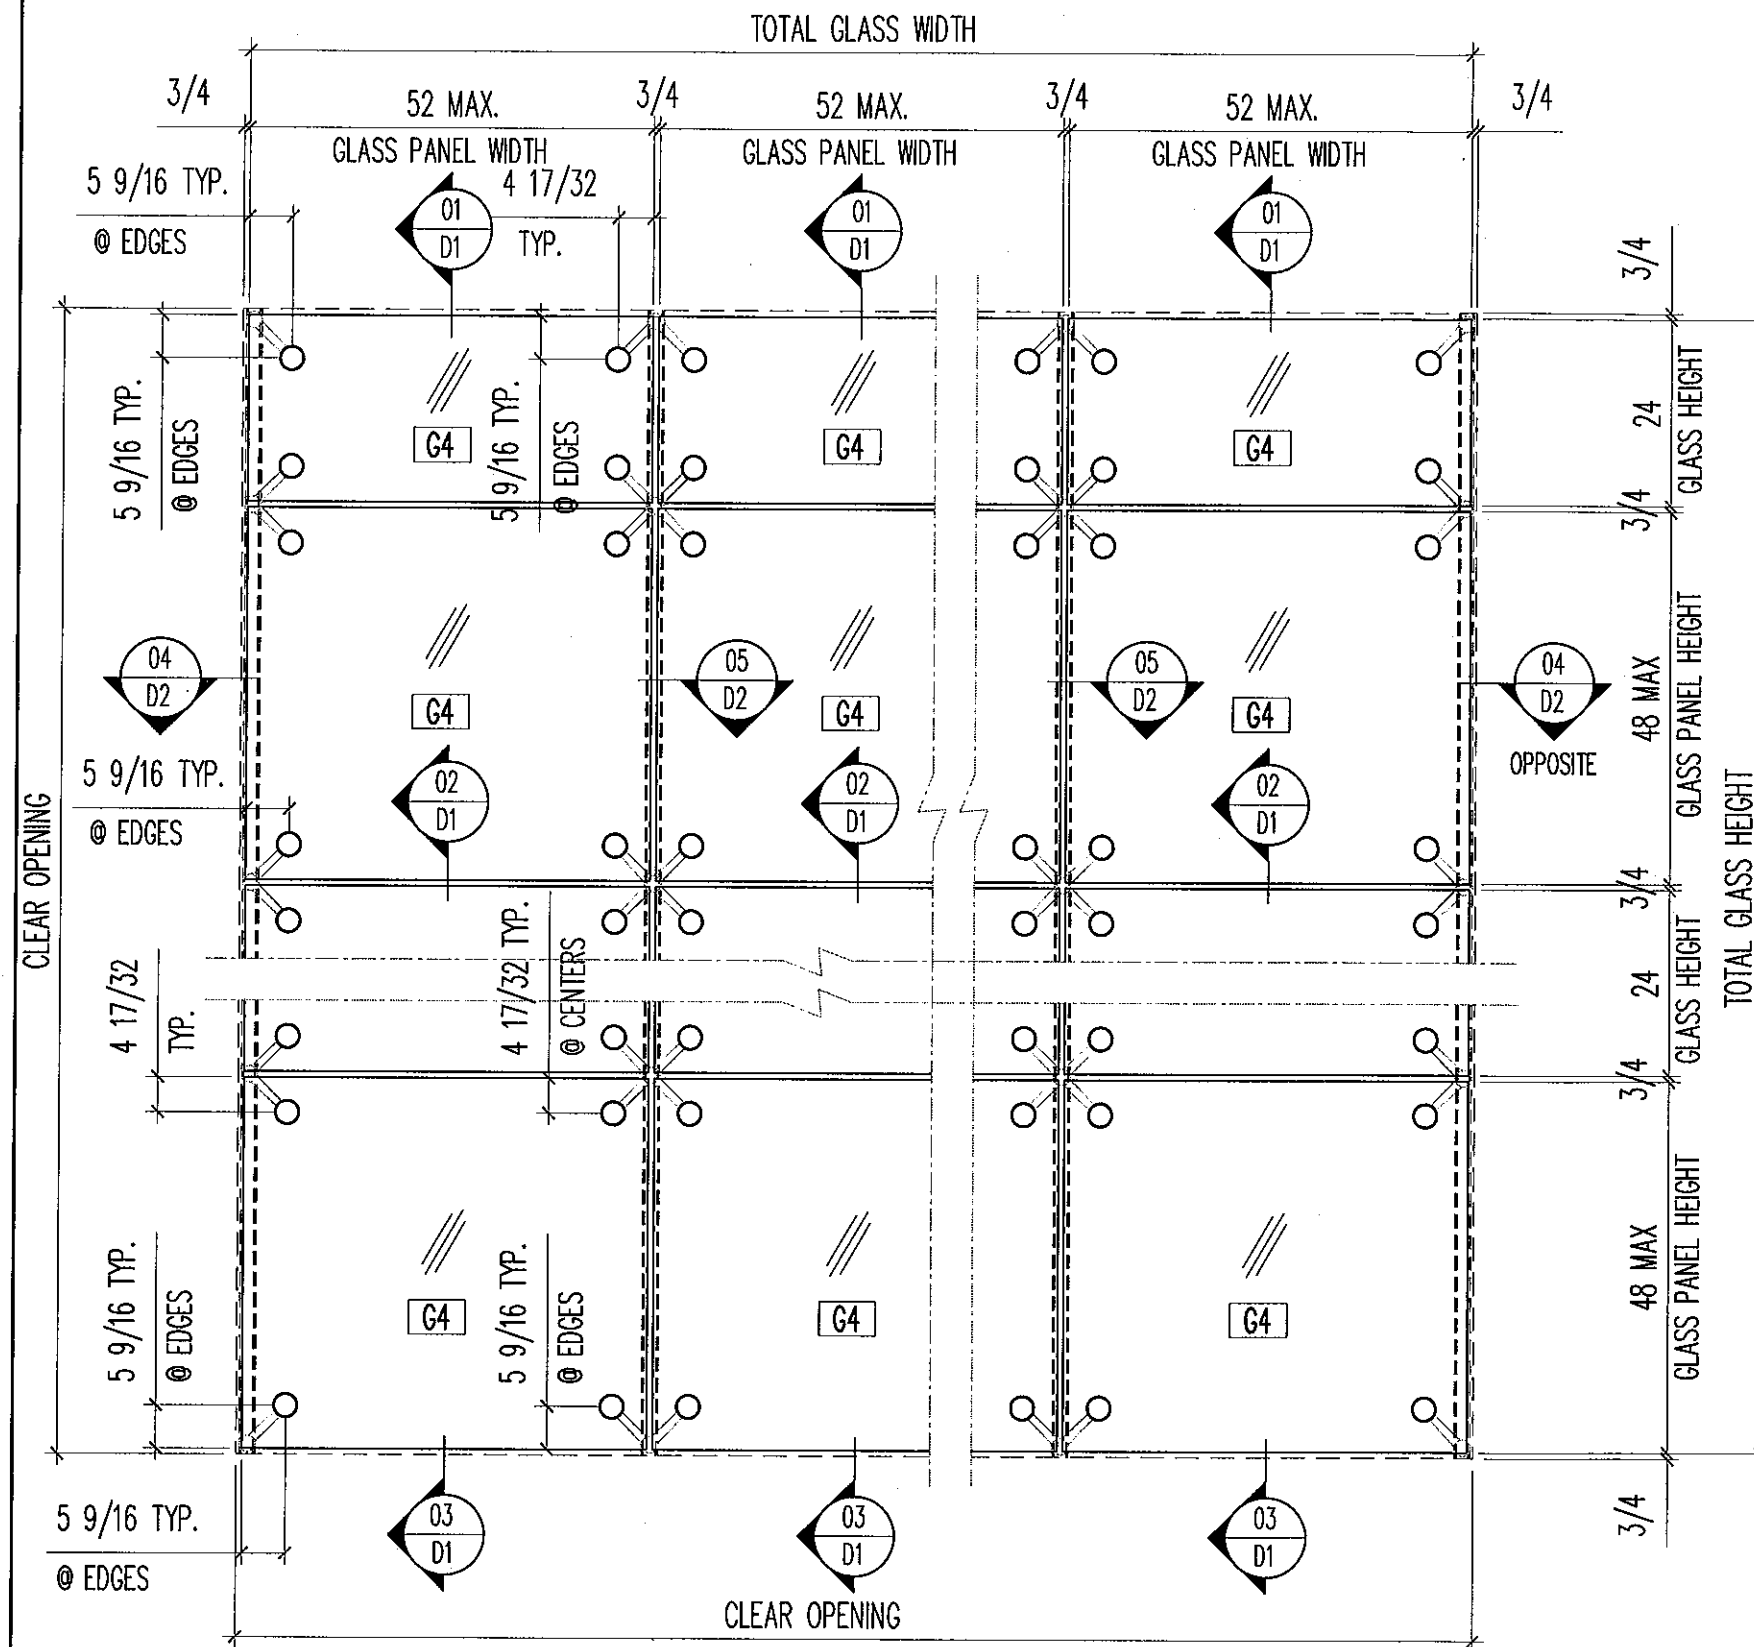 TOTAL GLASS WIDTH
3/4
52 MAX.
3/4
52 MAX.
3/4
52 MAX.
3/4
GLASS PANEL WIDTH
GLASS PANEL WIDTH
GLASS PANEL WIDTH
5 9/16 TYP.
@ EDGES
4 17/32
TYP.
01
D1
01
D1
01
D1
3/4
5 9/16 TYP.
@ EDGES
5 9/16 TYP.
@ EDGES
G4
G4
G4
24
GLASS HEIGHT
3/4
04
D2
05
D2
05
D2
04
D2
OPPOSITE
G4
G4
G4
48 MAX
GLASS PANEL HEIGHT
5 9/16 TYP.
@ EDGES
02
D1
02
D1
02
D1
CLEAR OPENING
TOTAL GLASS HEIGHT
3/4
4 17/32
TYP.
4 17/32 TYP.
@ CENTERS
24
GLASS HEIGHT
3/4
5 9/16 TYP.
@ EDGES
5 9/16 TYP.
@ EDGES
G4
G4
G4
48 MAX
GLASS PANEL HEIGHT
5 9/16 TYP.
@ EDGES
03
D1
03
D1
03
D1
3/4
CLEAR OPENING